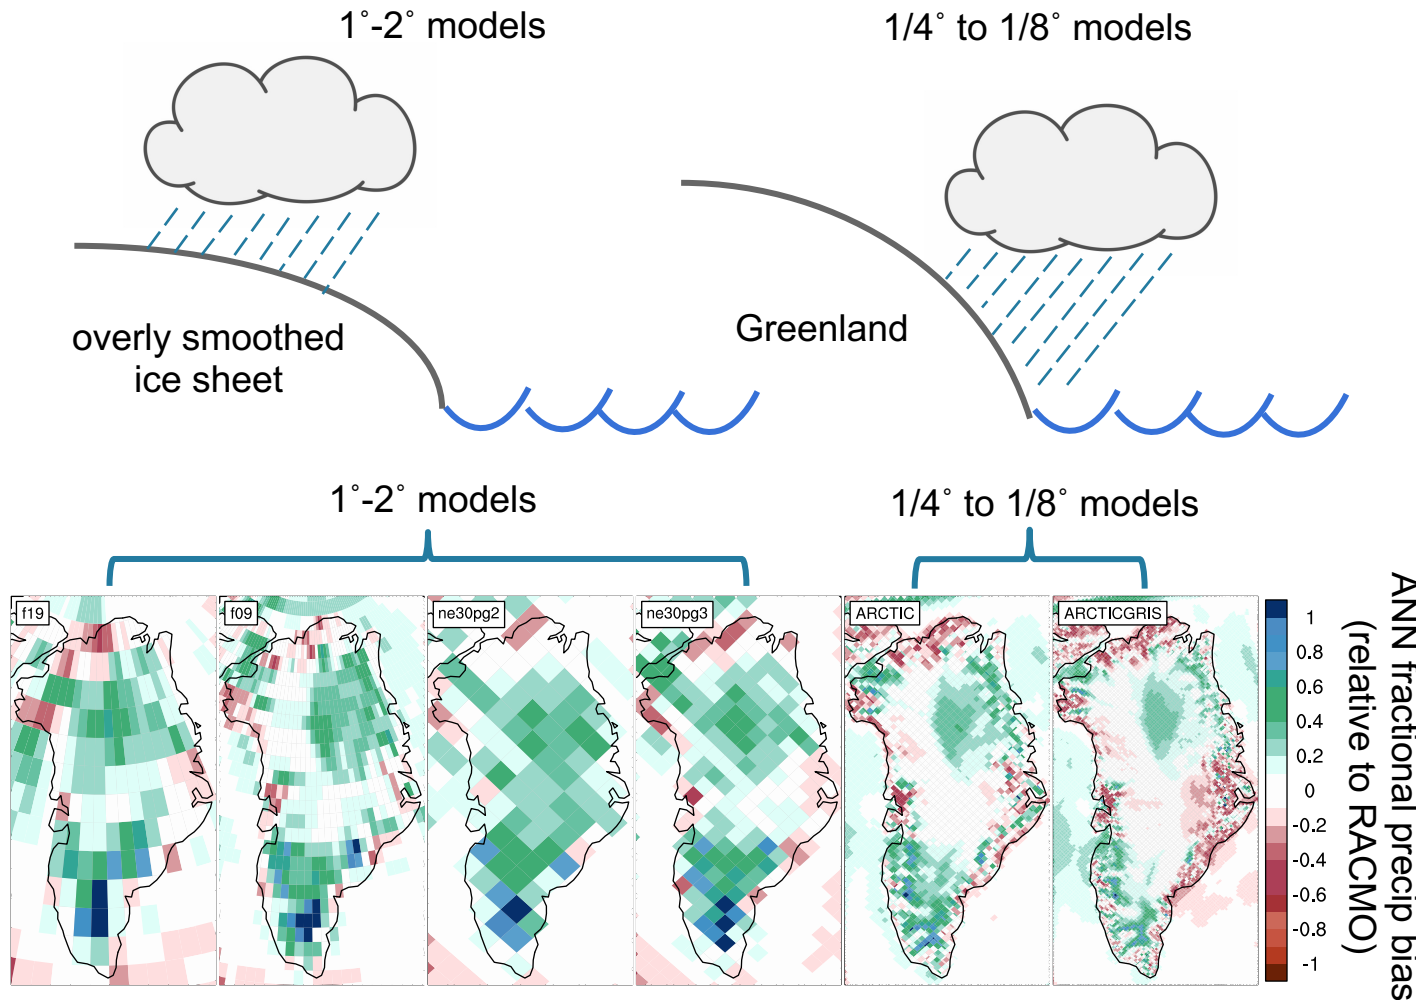 1˚-2˚ models
1/4˚ to 1/8˚ models
overly smoothed
ice sheet
Greenland
1˚-2˚ models
1/4˚ to 1/8˚ models
f19
f09
ne30pg2
ne30pg3
ARCTIC
ARCTICGRIS
1
0.8
0.6
0.4
0.2
0
-0.2
-0.4
-0.6
-0.8
-1
ANN fractional precip bias
(relative to RACMO)